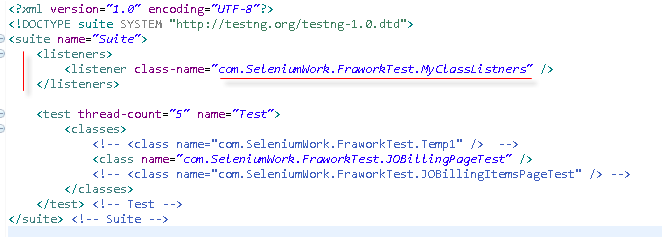 <?xml version="1.0" encoding="UTF-8"?>
<!DOCTYPE suite SYSTEM "http://testng.org/testng-1.0.dtd">
<suite name="Suite">
<listeners>
<listener class-name="com.SeleniumWork.FraworkTest.MyClassListners" />
</listeners>
<test thread-count="5" name="Test">
<classes>
<!-- <class name="com.SeleniumWork.FraworkTest.Temp1" />  -->
<class name="com.SeleniumWork.FraworkTest.JOBillingPageTest" />
<!-- <class name="com.SeleniumWork.FraworkTest.JOBillingItemsPageTest" /> -->
</classes>
</test> <!-- Test -->
</suite> <!-- Suite -->